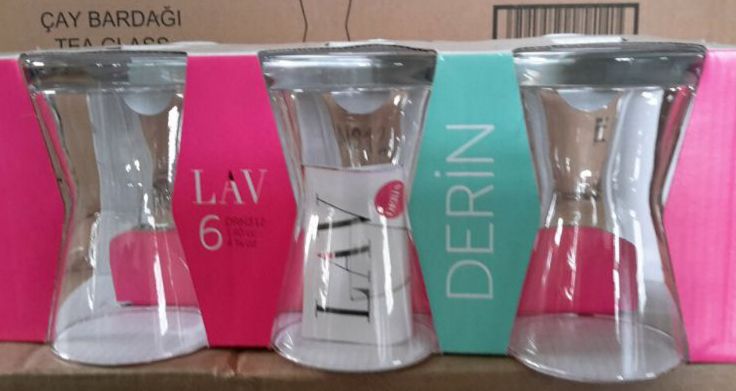 ÇAY BARDAĞI
TEA GLASS
LAV
6
LAV
DERİN